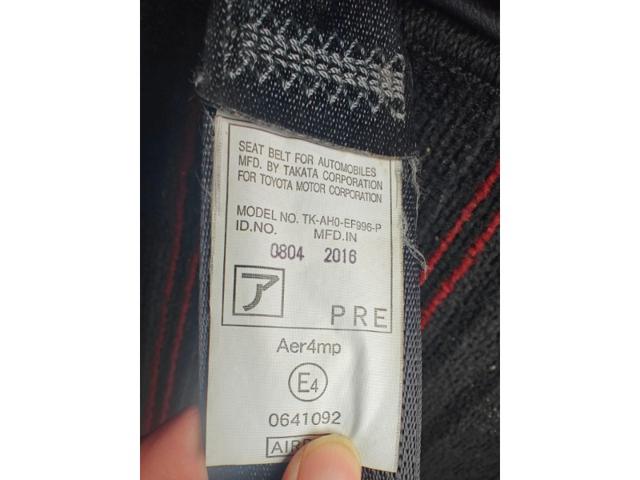 SEAT BELT FOR AUTOMOBILES
MFD. BY TAKATA CORPORATION
FOR TOYOTA MOTOR CORPORATION
MODEL NO. TK-AH0-EF996-P
ID.NO. MFD.IN
0804 2016
ア
PRE
Aer4mp
E4
0641092